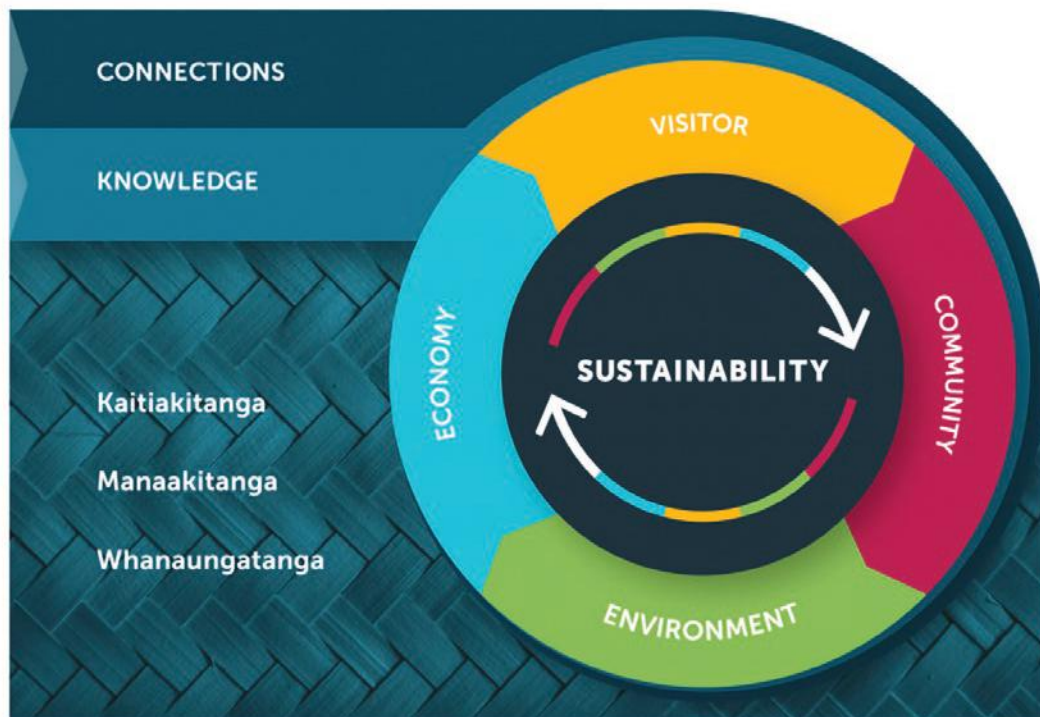 CONNECTIONS
KNOWLEDGE
Kaitiakitanga
Manaakitanga
Whanaungatanga
VISITOR
COMMUNITY
ENVIRONMENT
ECONOMY
SUSTAINABILITY